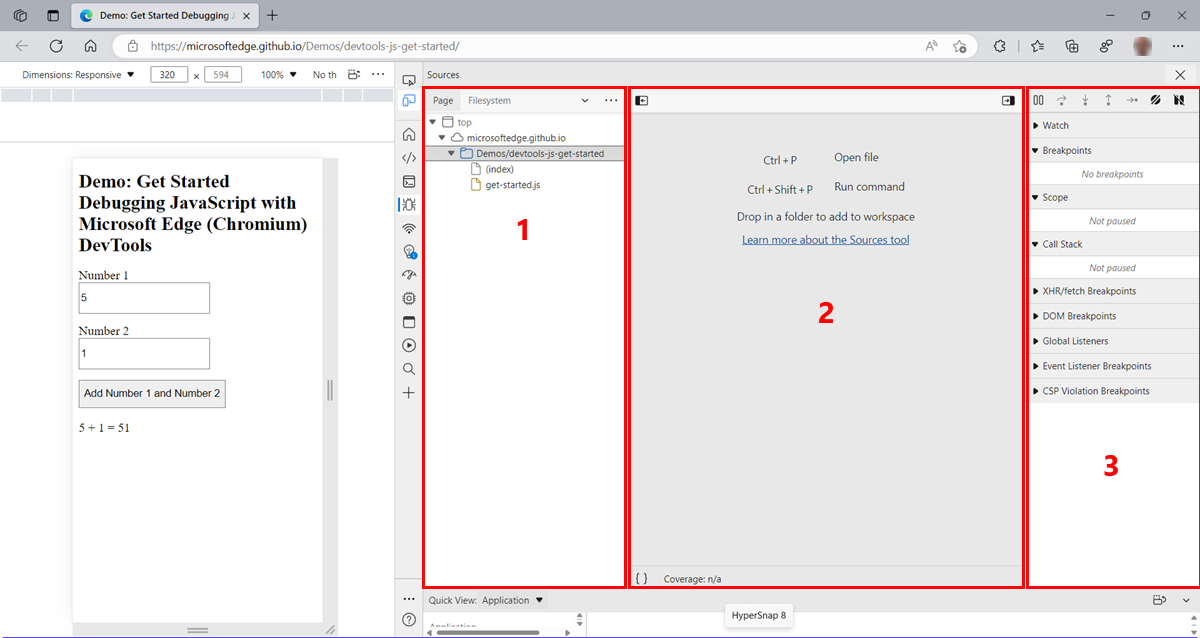 Demo: Get Started Debugging J
https://microsoftedge.github.io/Demos/devtools-js-get-started/
Dimensions: Responsive 320 x 594 100% No th
Demo: Get Started
Debugging JavaScript with
Microsoft Edge (Chromium)
DevTools
Number 1
5
Number 2
1
Add Number 1 and Number 2
5 + 1 = 51
Sources
Page Filesystem
top
microsoftedge.github.io
Demos/devtools-js-get-started
(index)
get-started.js
1
Ctrl + P Open file
Ctrl + Shift + P Run command
Drop in a folder to add to workspace
Learn more about the Sources tool
2
{ } Coverage: n/a
Watch
Breakpoints
No breakpoints
Scope
Not paused
Call Stack
Not paused
XHR/fetch Breakpoints
DOM Breakpoints
Global Listeners
Event Listener Breakpoints
CSP Violation Breakpoints
3
Quick View: Application
Application
HyperSnap 8